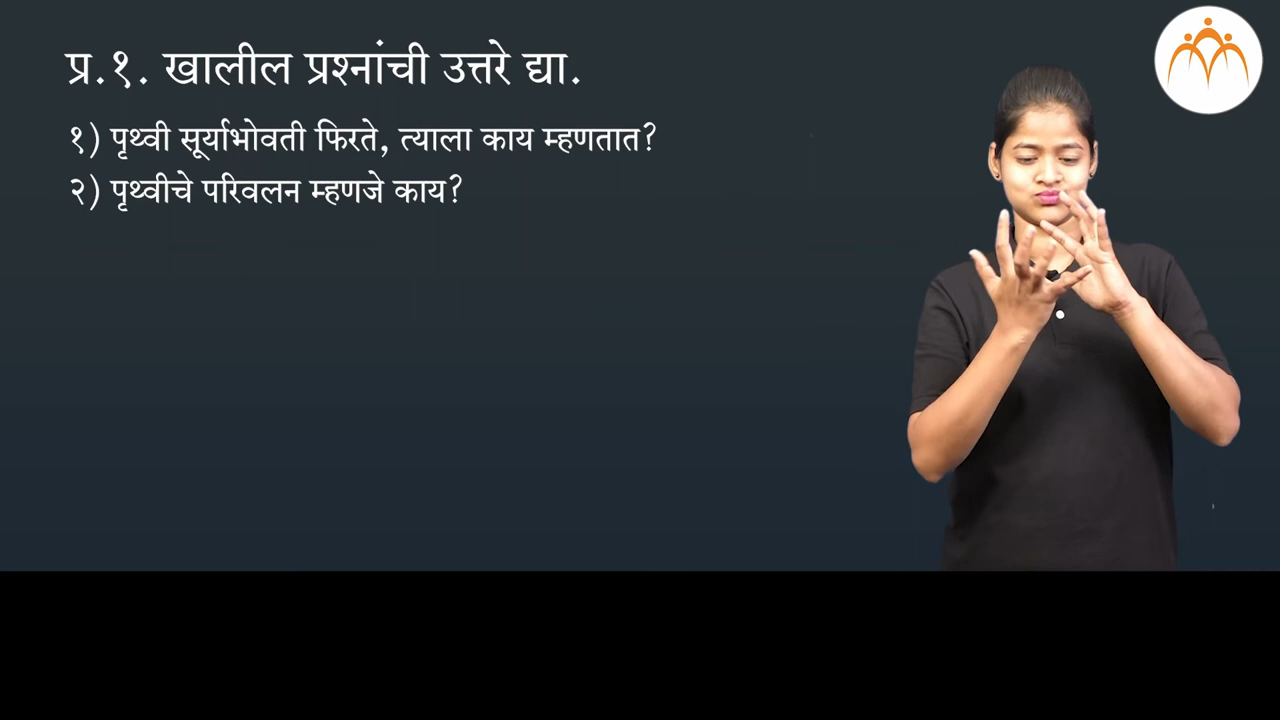 प्र.१. खालील प्रश्नांची उत्तरे द्या.
१) पृथ्वी सूर्याभोवती फिरते, त्याला काय म्हणतात?
२) पृथ्वीचे परिवलन म्हणजे काय?